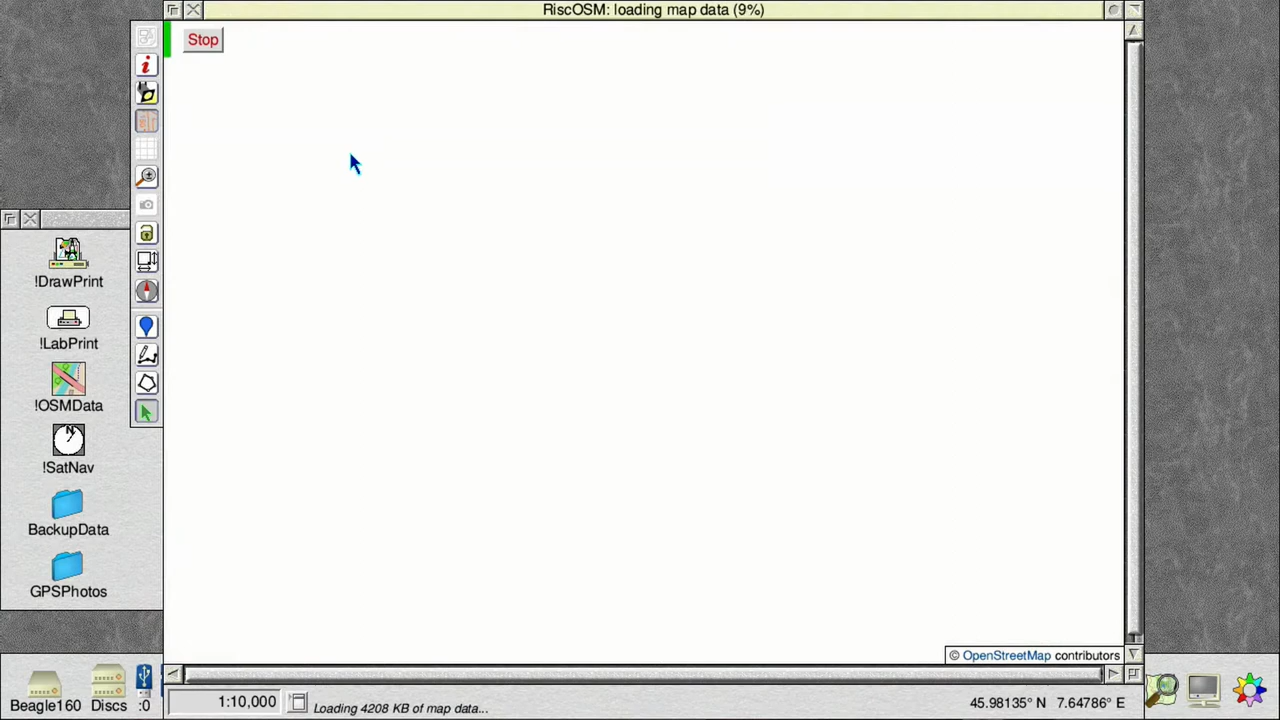 RiscOSM: loading map data (9%)
Stop
!DrawPrint
!LabPrint
!OSMData
N
!SatNav
BackupData
GPSPhotos
© OpenStreetMap contributors
Beagle160
Discs
:0
1:10,000
Loading 4208 KB of map data...
45.98135° N 7.64786° E